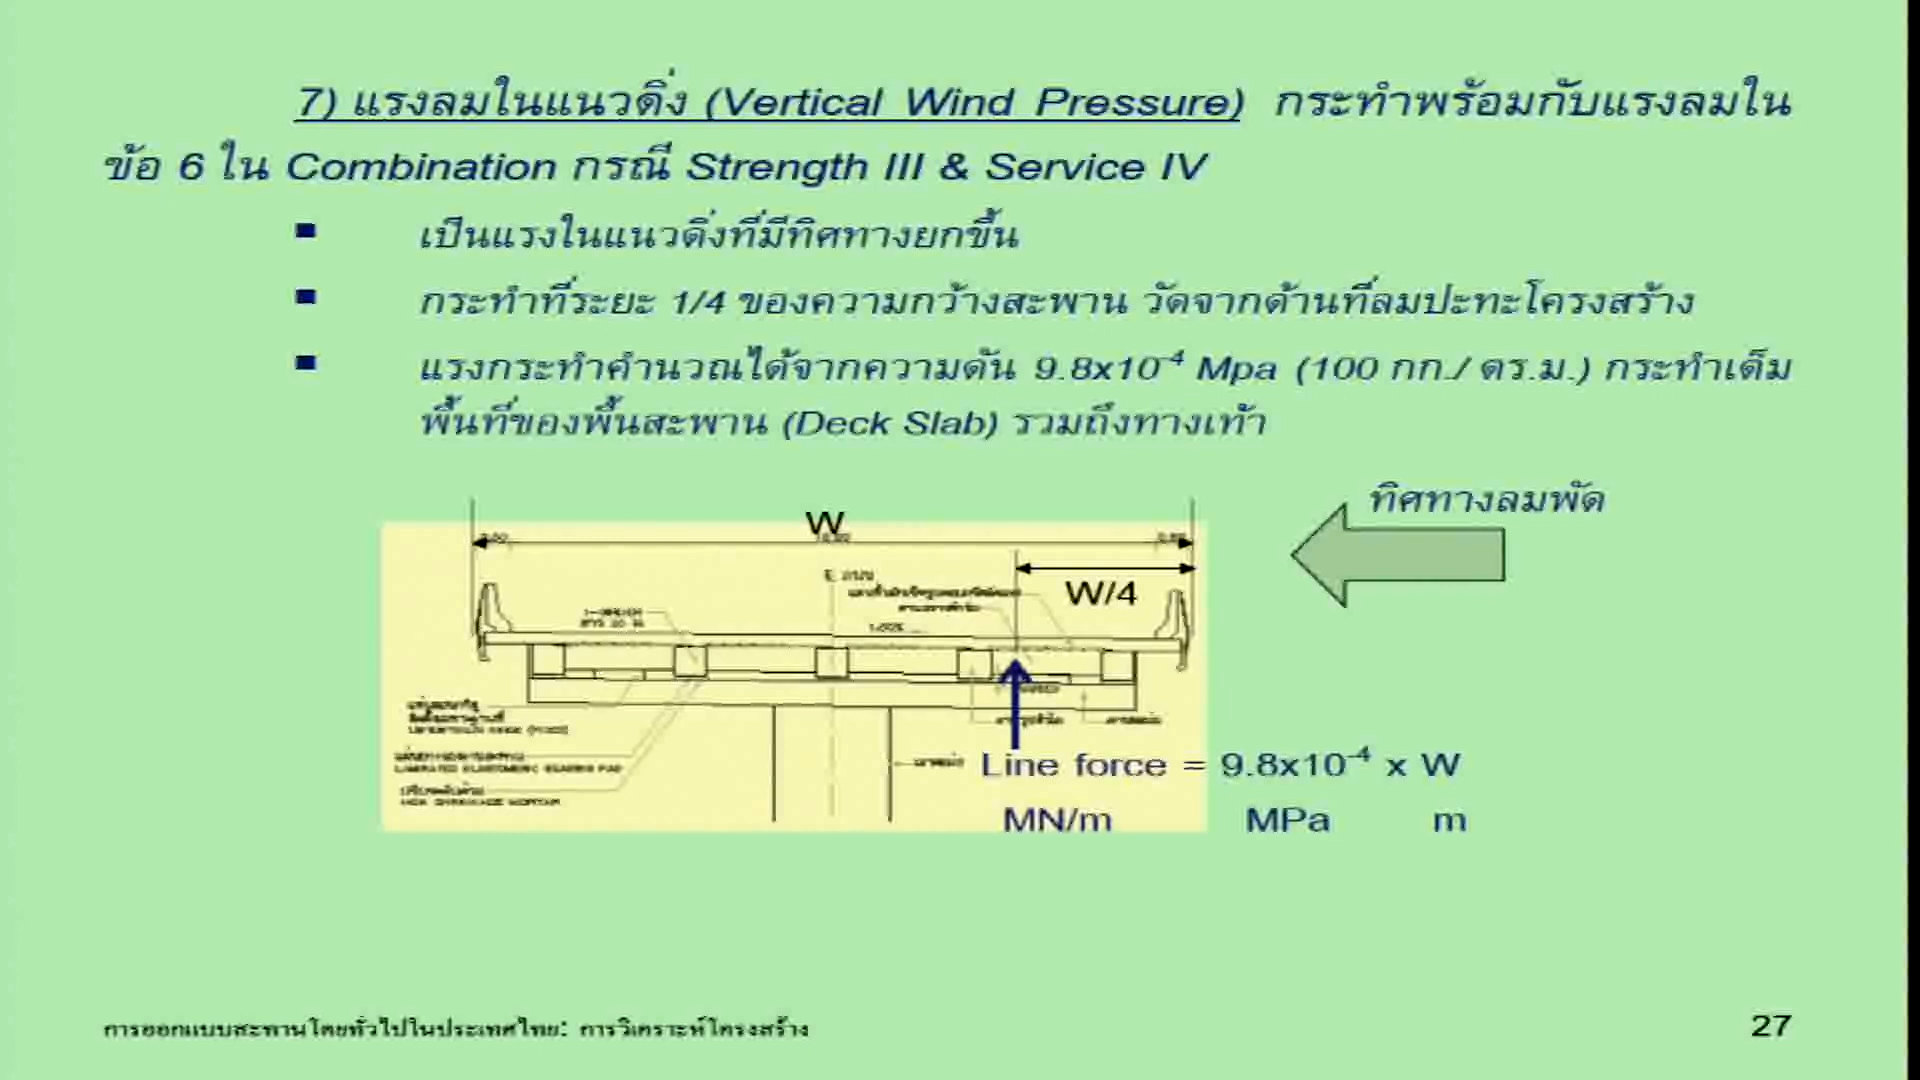 7) แรงลมในแนวดิ่ง (Vertical Wind Pressure) กระทำพร้อมกับแรงลมใน
ข้อ 6 ใน Combination กรณี Strength III & Service IV
▪ เป็นแรงในแนวดิ่งที่มีทิศทางยกขึ้น
▪ กระทำที่ระยะ 1/4 ของความกว้างสะพาน วัดจากด้านที่ลมปะทะโครงสร้าง
▪ แรงกระทำคำนวณได้จากความดัน 9.8x10⁻⁴ Mpa (100 กก./ ตร.ม.) กระทำเต็ม
พื้นที่ของพื้นสะพาน (Deck Slab) รวมถึงทางเท้า
ทิศทางลมพัด
W
W/4
LAMINATED ELASTOMERIC BEARING PAD
NON SHRINKAGE MORTAR
Line force = 9.8x10⁻⁴ x W
MN/m MPa m
การออกแบบสะพานโดยทั่วไปในประเทศไทย: การวิเคราะห์โครงสร้าง
27